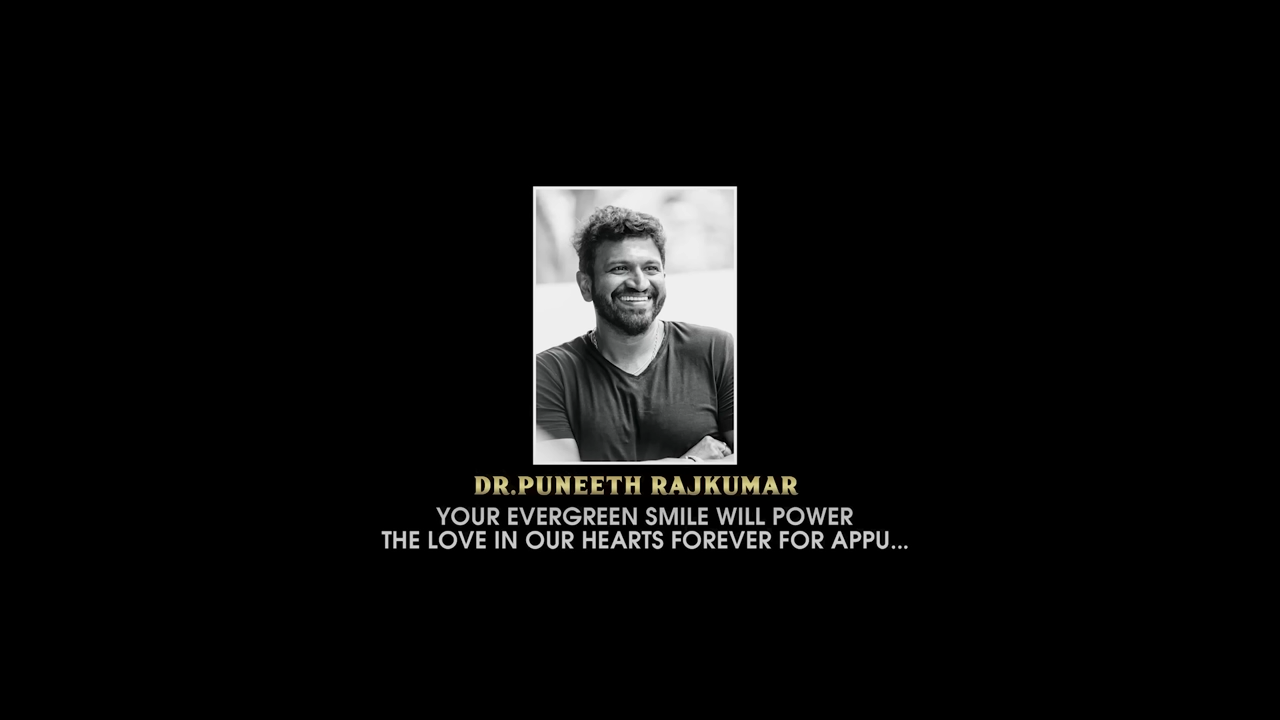 DR.PUNEETH RAJKUMAR
YOUR EVERGREEN SMILE WILL POWER
THE LOVE IN OUR HEARTS FOREVER FOR APPU...